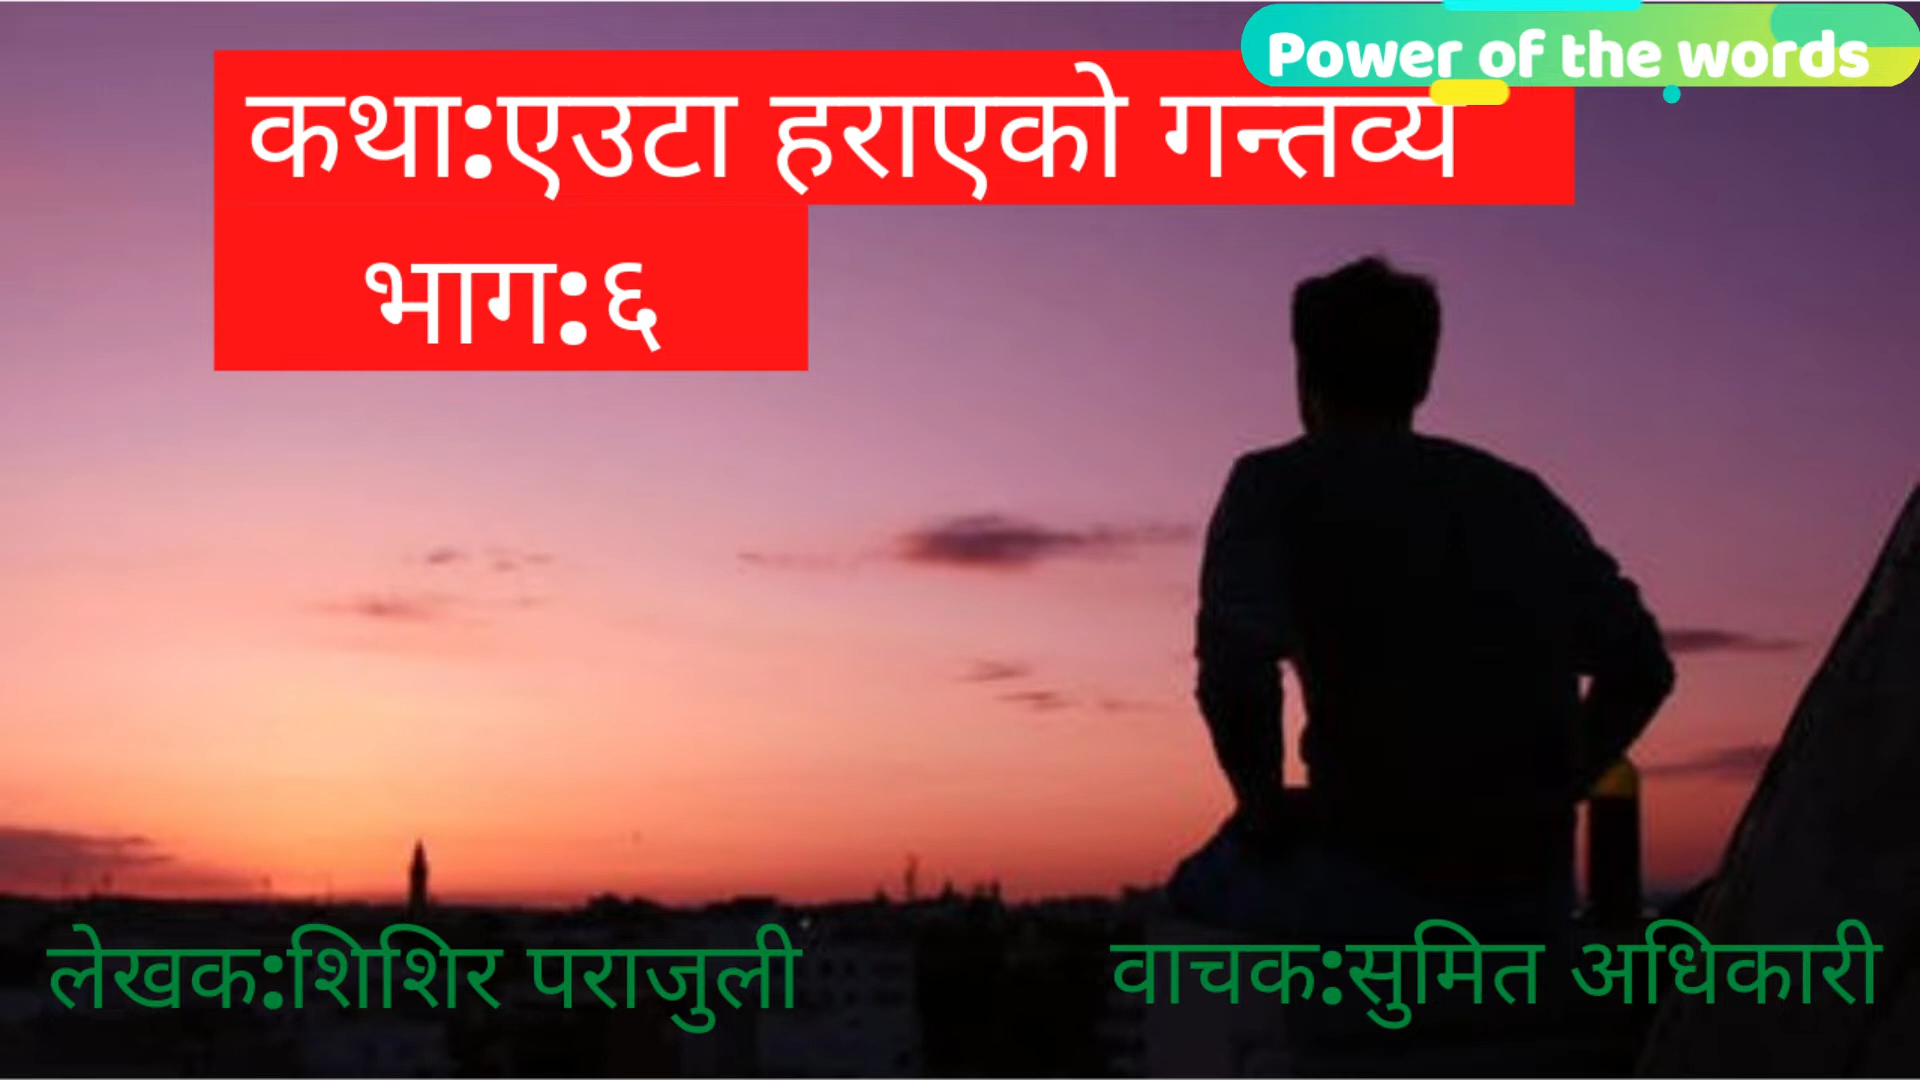 Power of the words
कथा:एउटा हराएको गन्तव्य
भाग:६
लेखक:शिशिर पराजुली
वाचक:सुमित अधिकारी